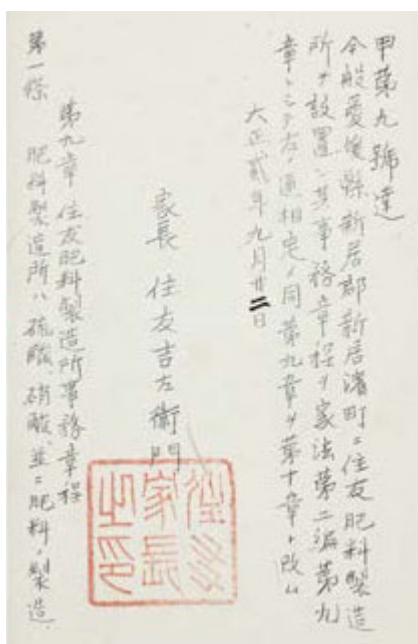 甲第九號達
今般愛媛縣新居郡新居濱町ニ住友肥料製造
所ヲ設置シ其事務章程ヲ家法第二編第九
章トシテ左ノ通相定メ同第九章ヲ第十章ト改ム
大正貳年九月廿二日
家長 住友吉左衛門
住友家長之印
第九章 住友肥料製造所事務章程
第一條 肥料製造所ハ硫酸、硝酸、並ニ肥料ノ製造